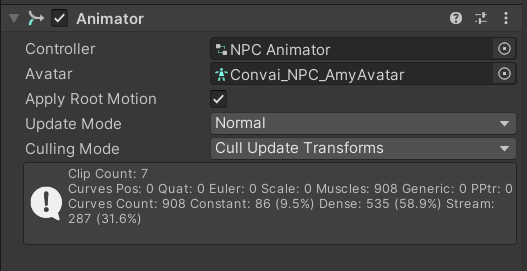 Animator
Controller
NPC Animator
Avatar
Convai_NPC_AmyAvatar
Apply Root Motion
Update Mode
Normal
Culling Mode
Cull Update Transforms
Clip Count: 7
Curves Pos: 0 Quat: 0 Euler: 0 Scale: 0 Muscles: 908 Generic: 0 PPtr: 0
Curves Count: 908 Constant: 86 (9.5%) Dense: 535 (58.9%) Stream:
287 (31.6%)